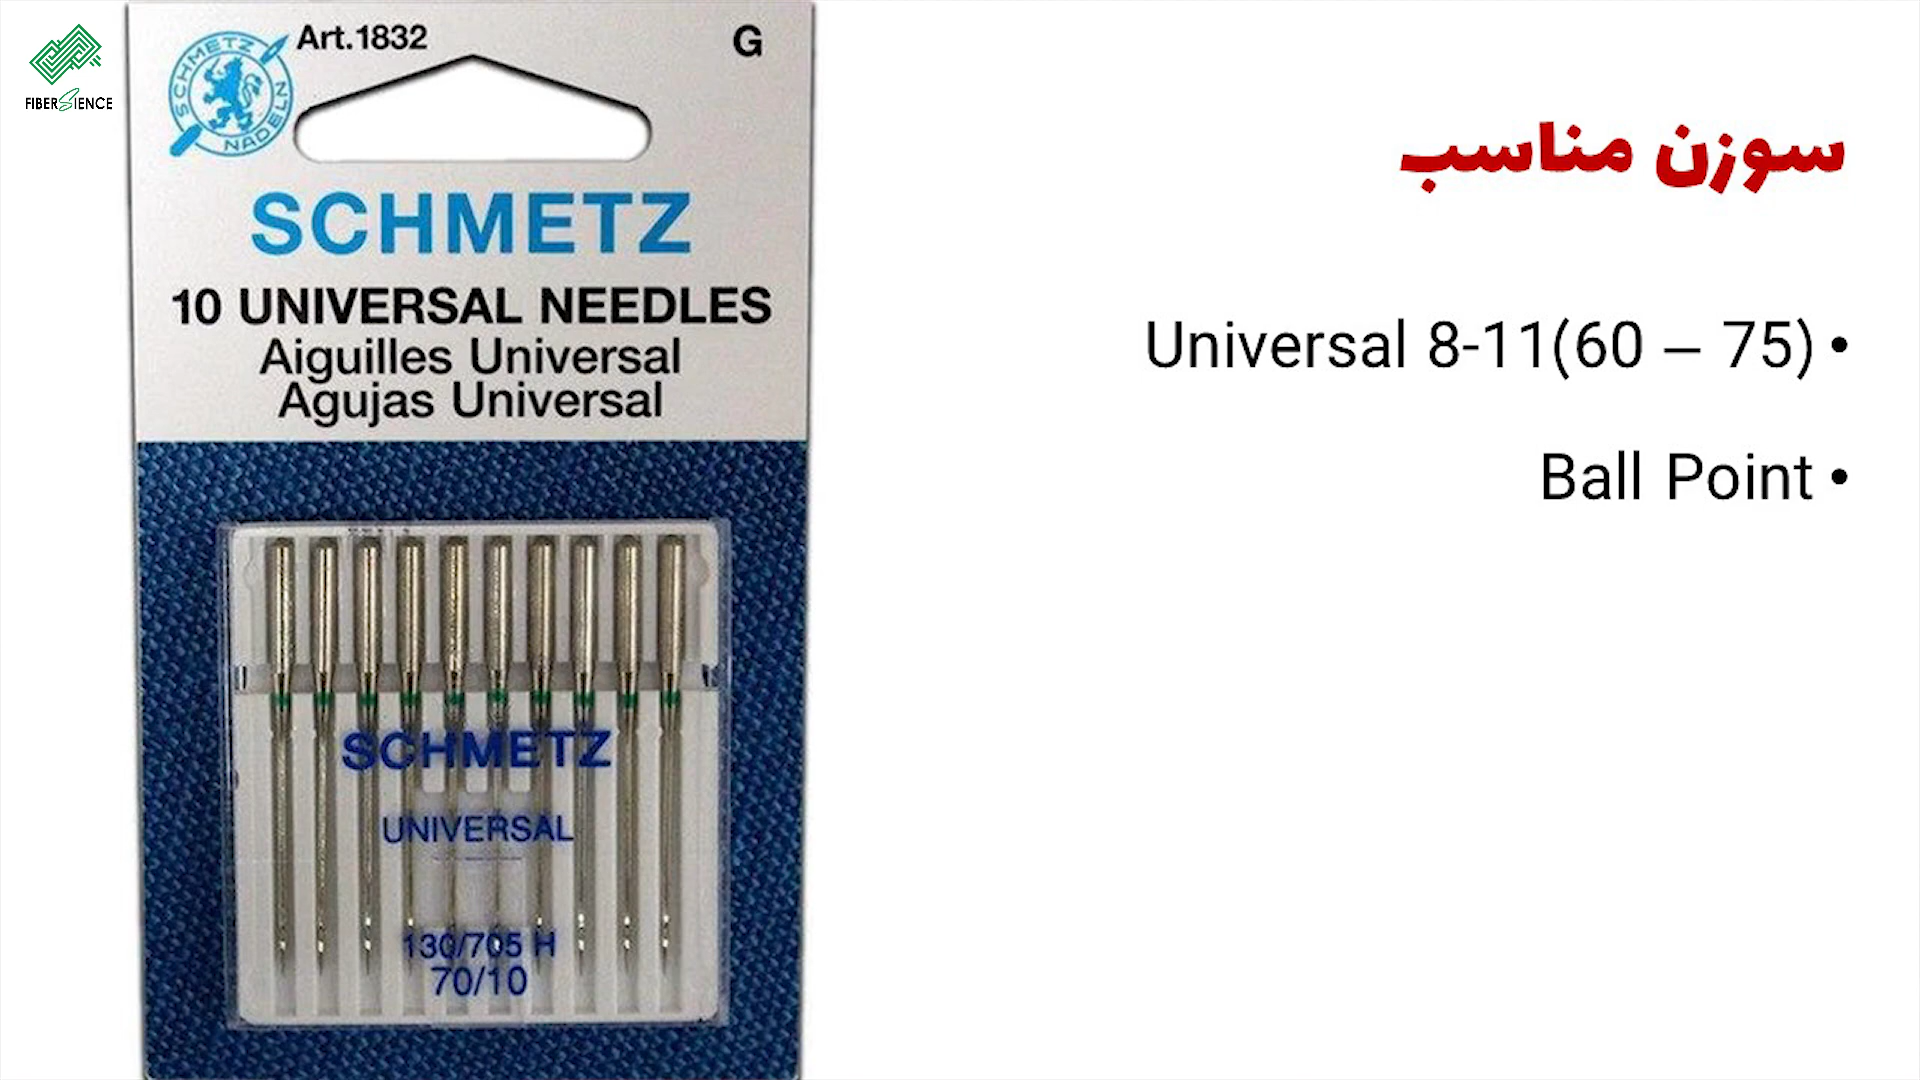 FIBERSIENCE
Art.1832
G
SCHMETZ NADELN
SCHMETZ
10 UNIVERSAL NEEDLES
Aiguilles Universal
Agujas Universal
SCHMETZ
UNIVERSAL
130/705 H
70/10
سوزن مناسب
• Universal 8-11(60 – 75)
• Ball Point